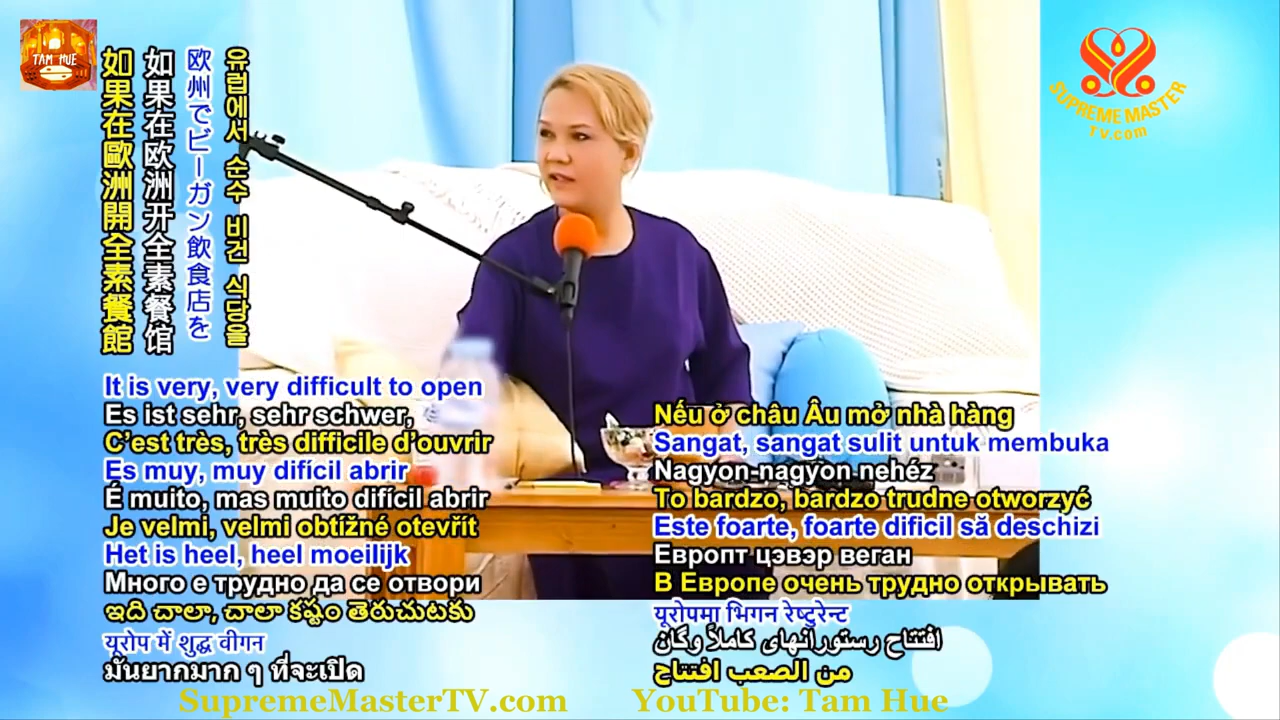 TAM HUE
SUPREME MASTER
TV.com
如果在歐洲開全素餐館
如果在欧洲开全素餐馆
欧州でビーガン飲食店を
유럽에서 순수 비건 식당을
It is very, very difficult to open
Es ist sehr, sehr schwer,
C’est très, très difficile d’ouvrir
Es muy, muy difícil abrir
É muito, mas muito difícil abrir
Je velmi, velmi obtížné otevřít
Het is heel, heel moeilijk
Много е трудно да се отвори
ఇది చాలా, చాలా కష్టం తెరుచుటకు
यूरोप में शुद्ध वीगन
มันยากมาก ๆ ที่จะเปิด
Nếu ở châu Âu mở nhà hàng
Sangat, sangat sulit untuk membuka
Nagyon-nagyon nehéz
To bardzo, bardzo trudne otworzyć
Este foarte, foarte dificil să deschizi
Европт цэвэр веган
В Европе очень трудно открывать
यूरोपमा भिगन रेष्टुरेन्ट
افتتاح رستورانهای کاملاً وگان
من الصعب افتتاح
SupremeMasterTV.com
YouTube: Tam Hue